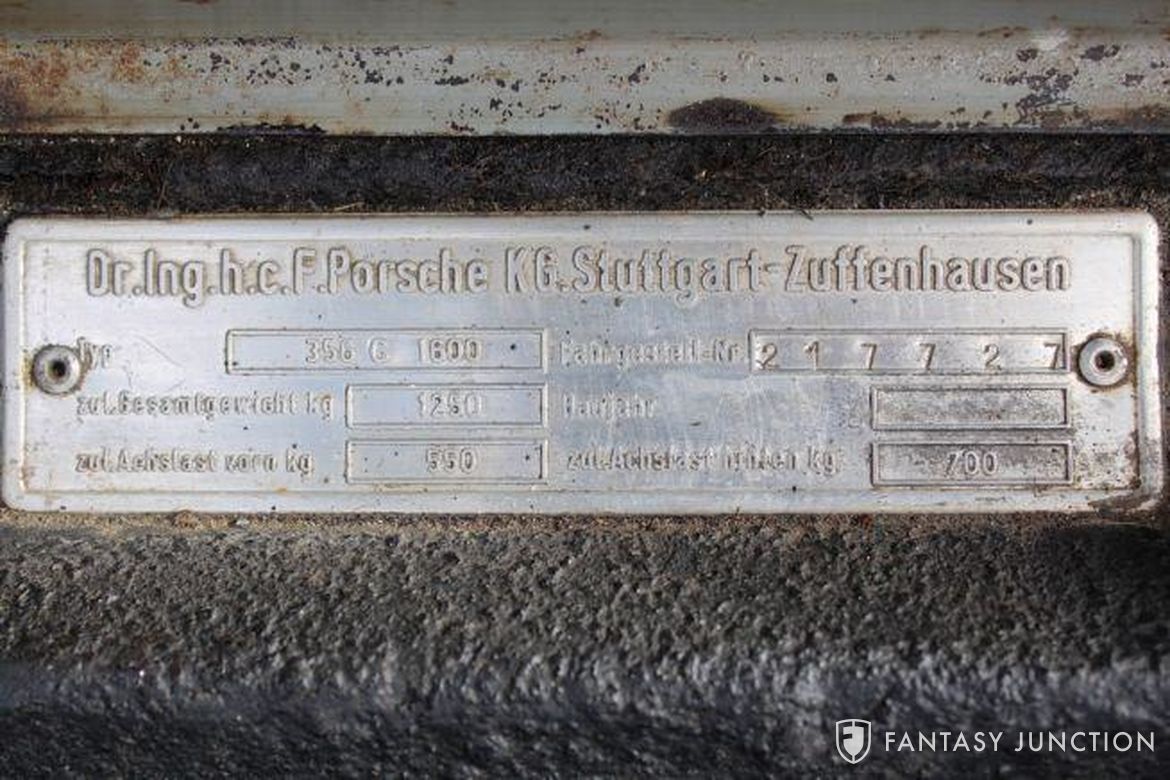 Dr.Ing.h.c.F.Porsche KG.Stuttgart-Zuffenhausen
Typ 356 C 1600 Fahrgestell-Nr. 217727
zul.Gesamtgewicht kg 1250 Baujahr
zul.Achslast vorn kg 550 zul.Achslast hinten kg 700
FANTASY JUNCTION